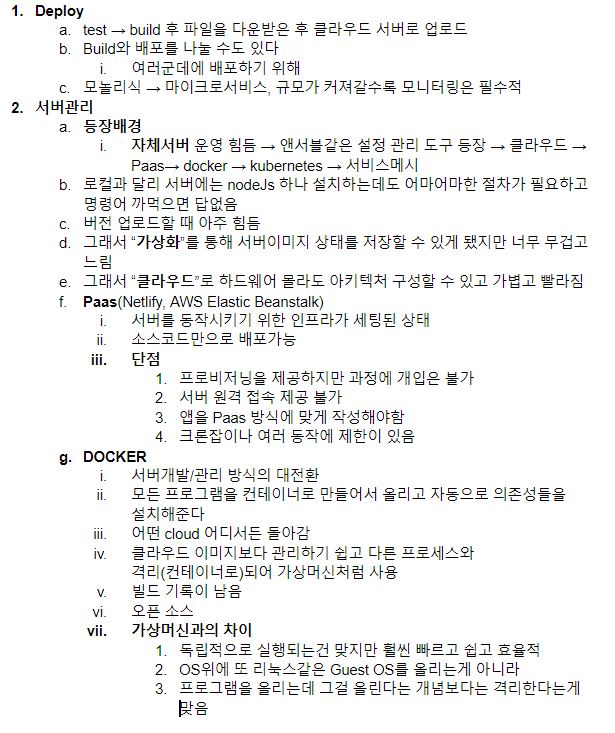 1. Deploy
a. test → build 후 파일을 다운받은 후 클라우드 서버로 업로드
b. Build와 배포를 나눌 수도 있다
i. 여러군데에 배포하기 위해
c. 모놀리식 → 마이크로서비스, 규모가 커져갈수록 모니터링은 필수적
2. 서버관리
a. 등장배경
i. 자체서버 운영 힘듬 → 앤서블같은 설정 관리 도구 등장 → 클라우드 →
Paas→ docker → kubernetes → 서비스메시
b. 로컬과 달리 서버에는 nodeJs 하나 설치하는데도 어마어마한 절차가 필요하고
명령어 까먹으면 답없음
c. 버전 업로드할 때 아주 힘듬
d. 그래서 “가상화”를 통해 서버이미지 상태를 저장할 수 있게 됐지만 너무 무겁고
느림
e. 그래서 “클라우드”로 하드웨어 몰라도 아키텍처 구성할 수 있고 가볍고 빨라짐
f. Paas(Netlify, AWS Elastic Beanstalk)
i. 서버를 동작시키기 위한 인프라가 세팅된 상태
ii. 소스코드만으로 배포가능
iii. 단점
1. 프로비저닝을 제공하지만 과정에 개입은 불가
2. 서버 원격 접속 제공 불가
3. 앱을 Paas 방식에 맞게 작성해야함
4. 크론잡이나 여러 동작에 제한이 있음
g. DOCKER
i. 서버개발/관리 방식의 대전환
ii. 모든 프로그램을 컨테이너로 만들어서 올리고 자동으로 의존성들을
설치해준다
iii. 어떤 cloud 어디서든 돌아감
iv. 클라우드 이미지보다 관리하기 쉽고 다른 프로세스와
격리(컨테이너로)되어 가상머신처럼 사용
v. 빌드 기록이 남음
vi. 오픈 소스
vii. 가상머신과의 차이
1. 독립적으로 실행되는건 맞지만 훨씬 빠르고 쉽고 효율적
2. OS위에 또 리눅스같은 Guest OS를 올리는게 아니라
3. 프로그램을 올리는데 그걸 올린다는 개념보다는 격리한다는게
맞음